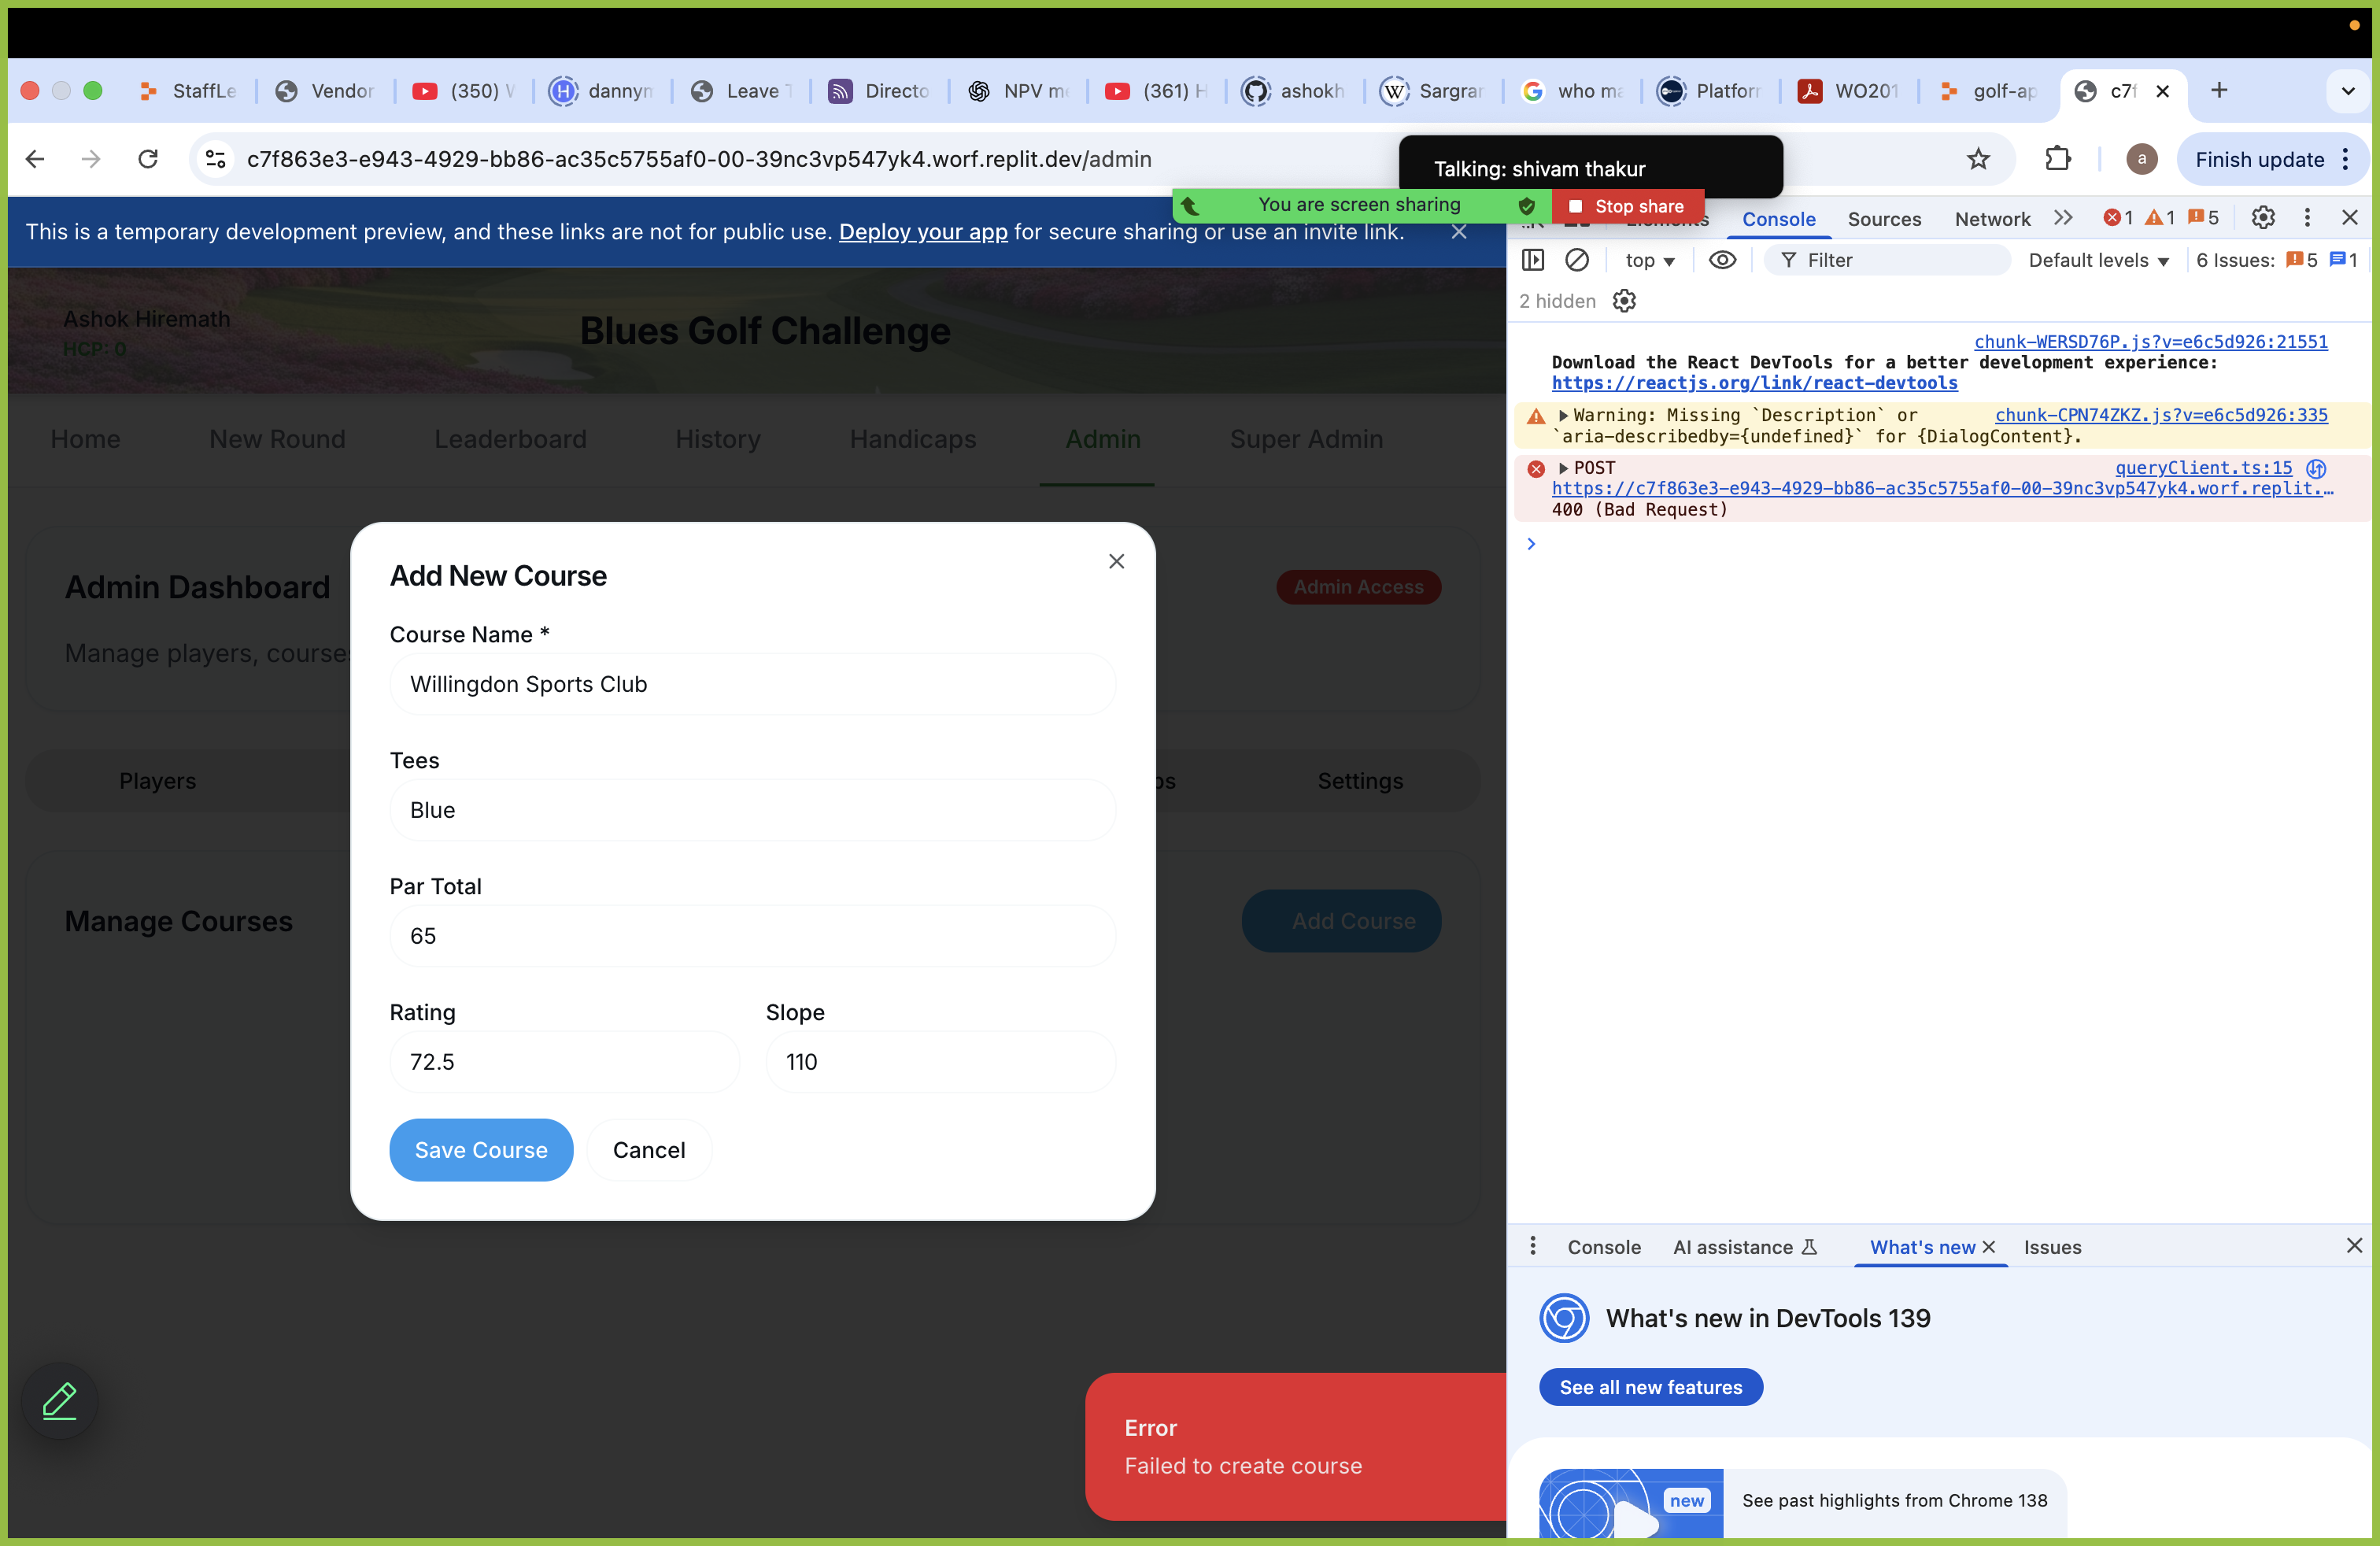 StaffLe
Vendor
(350) V
dannym
Leave T
Directo
NPV m
(361) H
ashokh
Sargrar
who ma
Platforr
WO201
golf-ap
c7f
c7f863e3-e943-4929-bb86-ac35c5755af0-00-39nc3vp547yk4.worf.replit.dev/admin
Talking: shivam thakur
a
Finish update
You are screen sharing
Stop share
This is a temporary development preview, and these links are not for public use. Deploy your app for secure sharing or use an invite link.
Ashok Hiremath
HCP: 0
Blues Golf Challenge
Home
New Round
Leaderboard
History
Handicaps
Admin
Super Admin
Admin Dashboard
Admin Access
Manage players, courses
Players
ps
Settings
Manage Courses
Add Course
Add New Course
Course Name *
Willingdon Sports Club
Tees
Blue
Par Total
65
Rating
Slope
72.5
110
Save Course
Cancel
Error
Failed to create course
Elements
Console
Sources
Network
1
1
5
top
Filter
Default levels
6 Issues: 5 1
2 hidden
chunk-WERSD76P.js?v=e6c5d926:21551
Download the React DevTools for a better development experience:
https://reactjs.org/link/react-devtools
Warning: Missing `Description` or chunk-CPN74ZKZ.js?v=e6c5d926:335
`aria-describedby={undefined}` for {DialogContent}.
POST queryClient.ts:15
https://c7f863e3-e943-4929-bb86-ac35c5755af0-00-39nc3vp547yk4.worf.replit.…
400 (Bad Request)
Console
AI assistance
What's new
Issues
What's new in DevTools 139
See all new features
new
See past highlights from Chrome 138